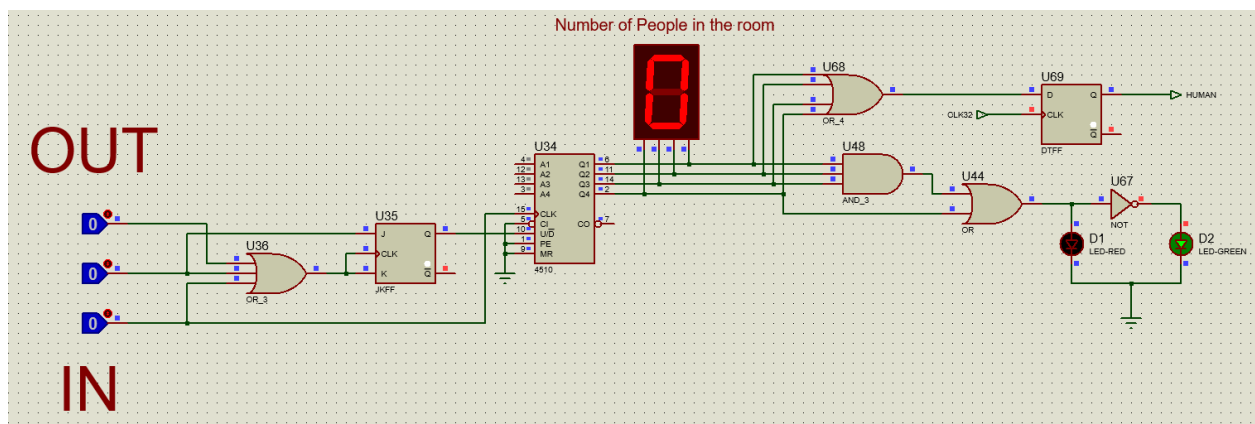 Number of People in the room
OUT
IN
0
0
0
U36
OR_3
U35
J
Q
CLK
K
Q
JKFF
U34
4
A1
Q1
6
12
A2
Q2
11
13
A3
Q3
14
3
A4
Q4
2
15
CLK
5
CI
CO
7
10
U/D
1
PE
9
MR
4510
0
U68
OR_4
U48
AND_3
U44
OR
CLK32
U69
D
Q
CLK
Q
DTFF
HUMAN
U67
NOT
D1
LED-RED
D2
LED-GREEN